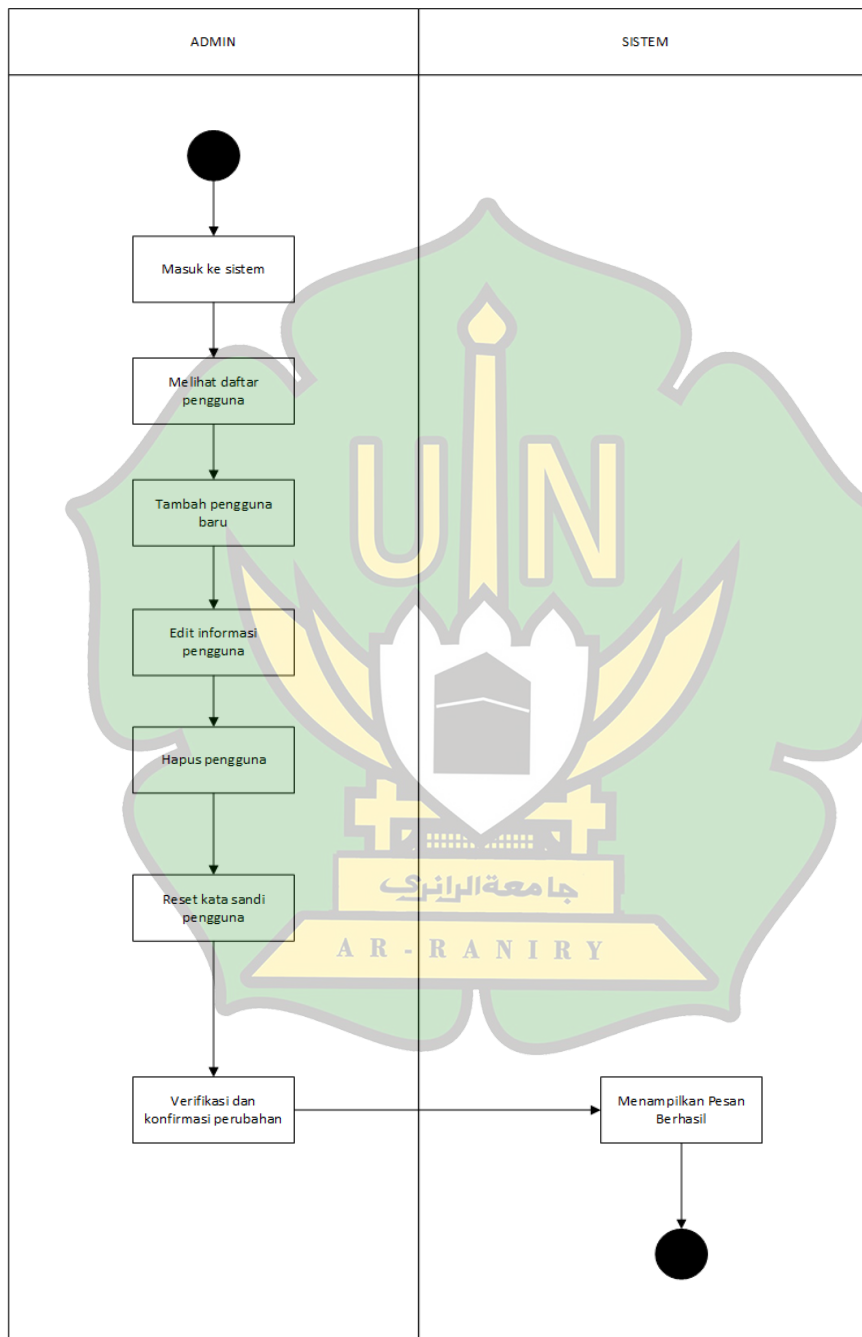 ADMIN
SISTEM
Masuk ke sistem
Melihat daftar
pengguna
Tambah pengguna
baru
UIN
Edit informasi
pengguna
Hapus pengguna
Reset kata sandi
pengguna
جامعة الرانري
AR-RANIRY
Verifikasi dan
konfirmasi perubahan
Menampilkan Pesan
Berhasil